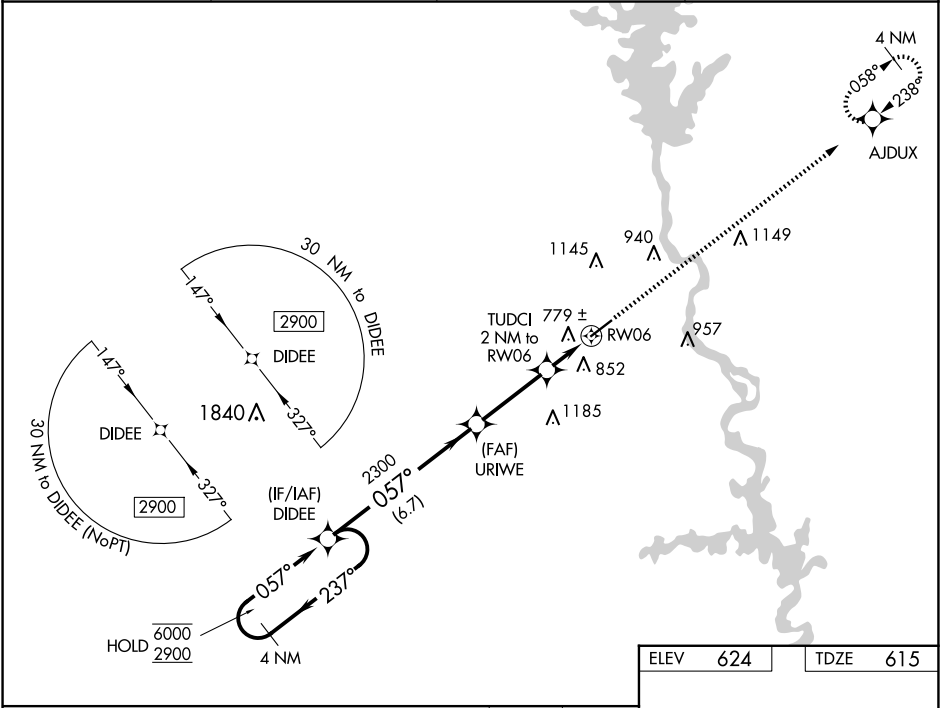 4 NM
058°
238°
AJDUX
30 NM to DIDEE
147°
2900
DIDEE
327°
1840
147°
DIDEE
327°
2900
30 NM to DIDEE (NoPT)
1145
940
1149
TUDCI
2 NM to
RW06
779 ±
RW06
957
852
1185
(FAF)
URIWE
2300
057°
(6.7)
(IF/IAF)
DIDEE
057°
237°
HOLD
6000
2900
4 NM
ELEV 624
TDZE 615